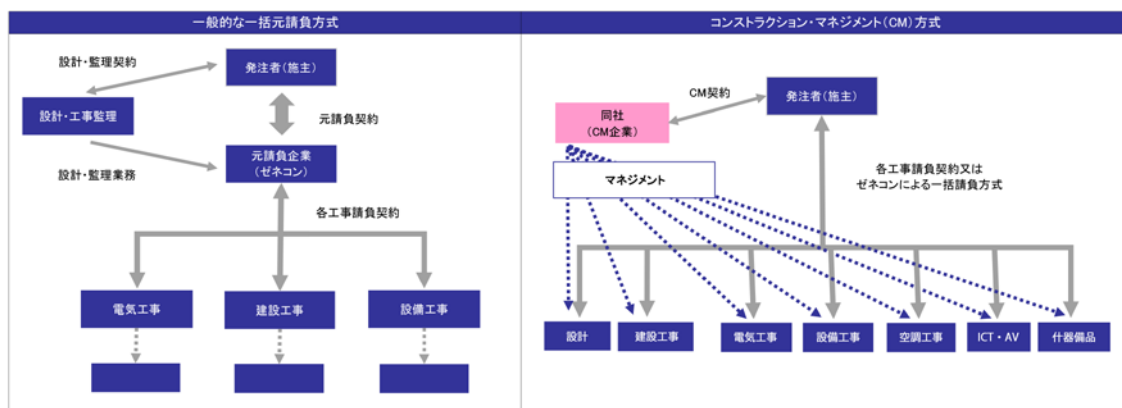 一般的な一括元請負方式
設計・監理契約
発注者(施主)
設計・工事監理
元請負契約
元請負企業
(ゼネコン)
設計・監理業務
各工事請負契約
電気工事
建設工事
設備工事
コンストラクション・マネジメント(CM)方式
CM契約
発注者(施主)
同社
(CM企業)
マネジメント
各工事請負契約又は
ゼネコンによる一括請負方式
設計
建設工事
電気工事
設備工事
空調工事
ICT・AV
什器備品